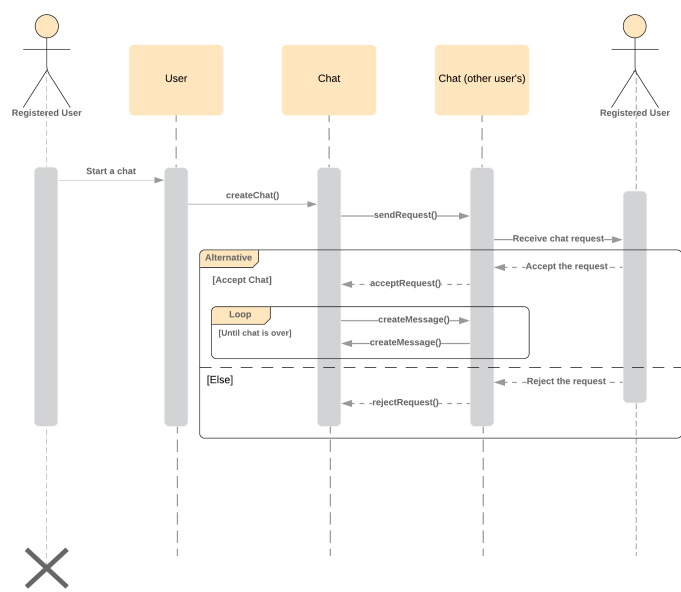 User
Chat
Chat (other user's)
Registered User
Registered User
Start a chat
createChat()
sendRequest()
Receive chat request
Alternative
Accept the request
[Accept Chat]
acceptRequest()
Loop
createMessage()
[Until chat is over]
createMessage()
[Else]
Reject the request
rejectRequest()